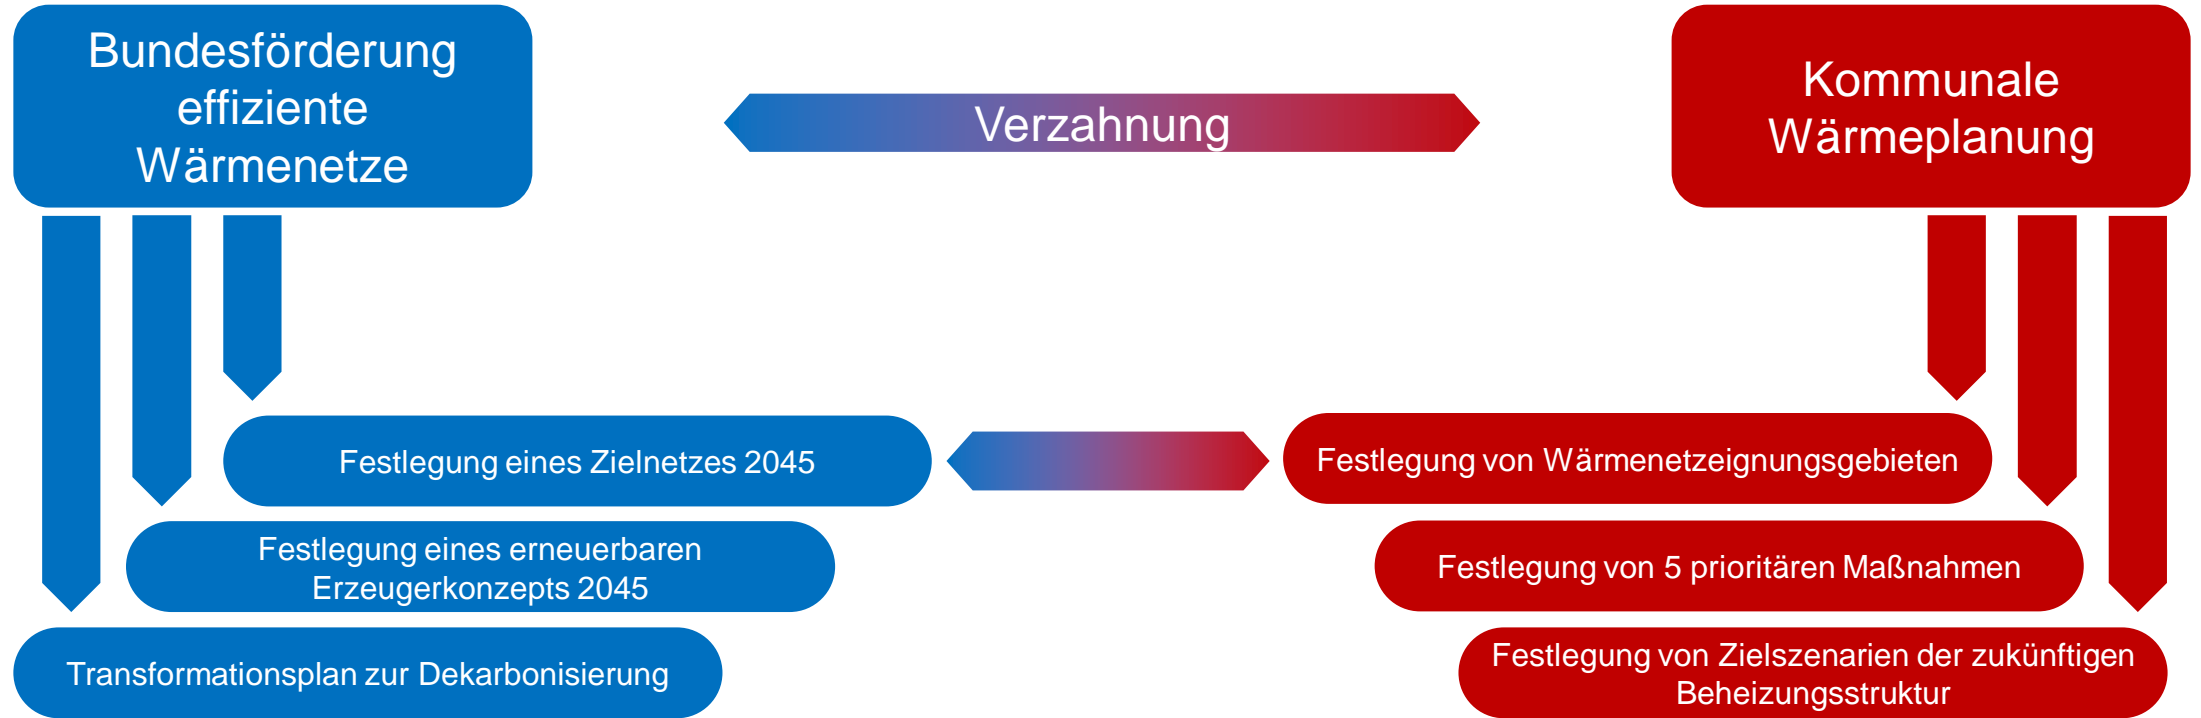 Bundesförderung
effiziente
Wärmenetze
Verzahnung
Kommunale
Wärmeplanung
Festlegung eines Zielnetzes 2045
Festlegung von Wärmenetzeignungsgebieten
Festlegung eines erneuerbaren
Erzeugerkonzepts 2045
Festlegung von 5 prioritären Maßnahmen
Transformationsplan zur Dekarbonisierung
Festlegung von Zielszenarien der zukünftigen
Beheizungsstruktur